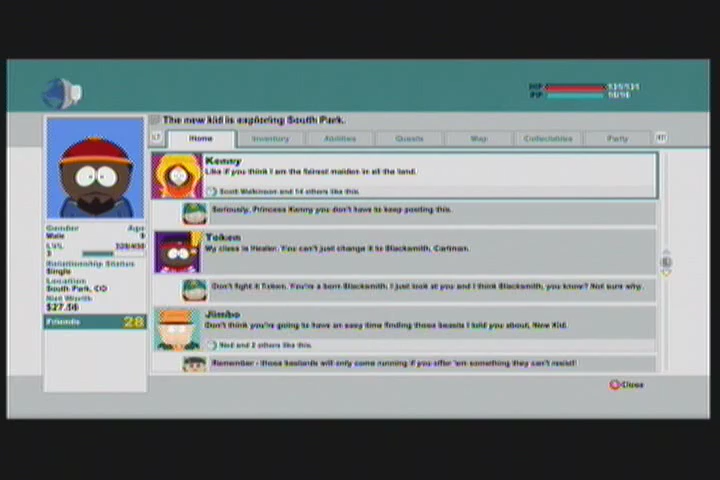 HP
PP
The new kid is exploring South Park.
LT Home Inventory Abilities Quests Map Collectables Party RT
Kenny
Like if you think I am the fairest maiden in all the land.
Scott Malkinson and 14 others like this.
Seriously, Princess Kenny you don't have to keep posting this.
Token
My class is Healer. You can't just change it to Blacksmith, Cartman.
Don't fight it Token. You're a born Blacksmith. I just look at you and I think Blacksmith, you know? Not sure why.
Jimbo
Don't think you're going to have an easy time finding those beasts I told you about, New Kid.
Ned and 2 others like this.
Remember - those bastards will only come running if you offer 'em something they can't resist!
Gender Age
Male 9
LVL 320/400
3
Relationship Status
Single
Location
South Park, CO
Net Worth
$27.56
Friends 28
Close